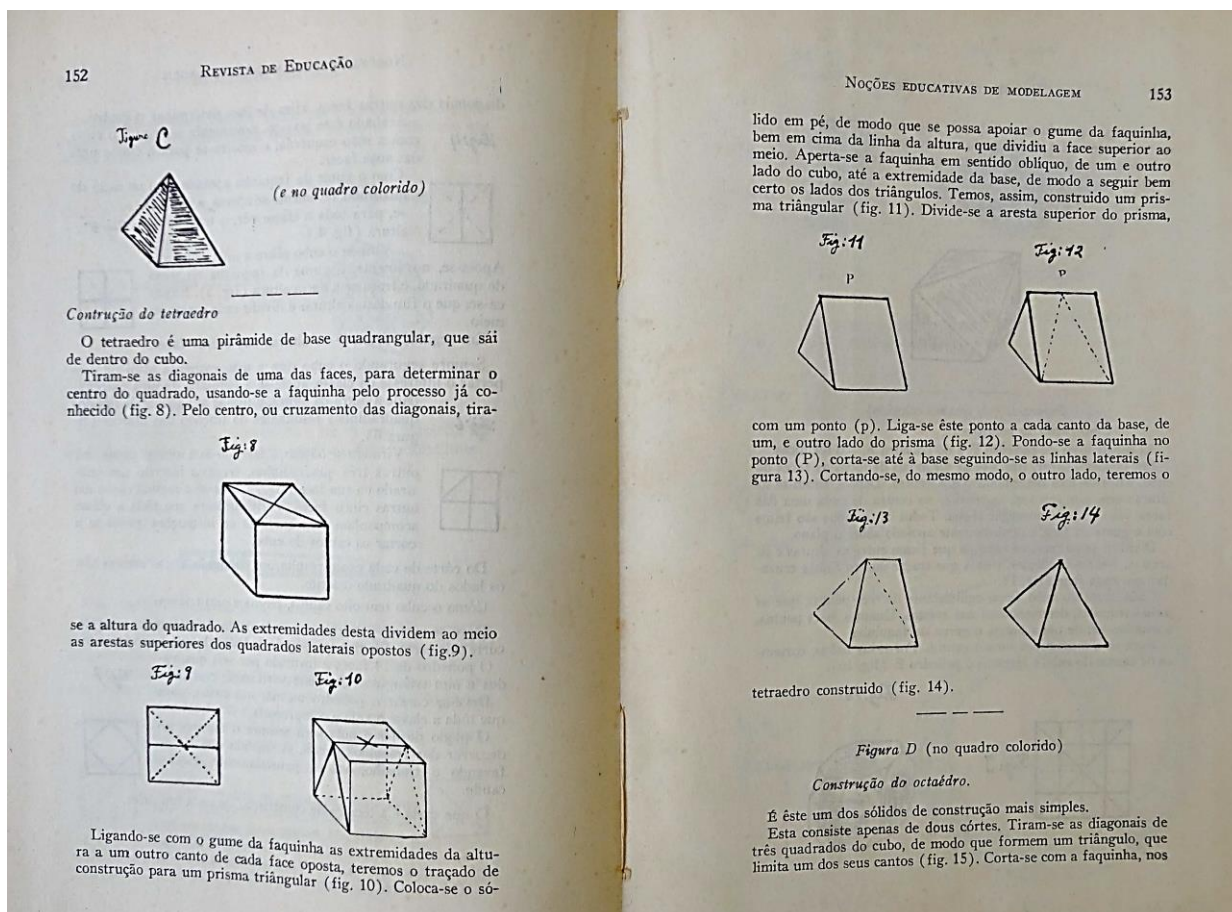 152
REVISTA DE EDUCAÇÃO
Figura C
(e no quadro colorido)
Contrução do tetraedro
O tetraedro é uma pirâmide de base quadrangular, que sái
de dentro do cubo.
Tiram-se as diagonais de uma das faces, para determinar o
centro do quadrado, usando-se a faquinha pelo processo já co-
nhecido (fig. 8). Pelo centro, ou cruzamento das diagonais, tira-
Fig: 8
se a altura do quadrado. As extremidades desta dividem ao meio
as arestas superiores dos quadrados laterais opostos (fig.9).
Fig: 9
Fig: 10
Ligando-se com o gume da faquinha as extremidades da altu-
ra a um outro canto de cada face oposta, teremos o traçado de
construção para um prisma triângular (fig. 10). Coloca-se o só-
NOÇÕES EDUCATIVAS DE MODELAGEM
153
lido em pé, de modo que se possa apoiar o gume da faquinha,
bem em cima da linha da altura, que dividiu a face superior ao
meio. Aperta-se a faquinha em sentido oblíquo, de um e outro
lado do cubo, até a extremidade da base, de modo a seguir bem
certo os lados dos triângulos. Temos, assim, construido um pris-
ma triângular (fig. 11). Divide-se a aresta superior do prisma,
Fig: 11
Fig: 12
P
P
com um ponto (p). Liga-se êste ponto a cada canto da base, de
um, e outro lado do prisma (fig. 12). Pondo-se a faquinha no
ponto (P), corta-se até à base seguindo-se as linhas laterais (fi-
gura 13). Cortando-se, do mesmo modo, o outro lado, teremos o
Fig: 13
Fig: 14
tetraedro construido (fig. 14).
Figura D (no quadro colorido)
Construção do octaédro.
É êste um dos sólidos de construção mais simples.
Esta consiste apenas de dous córtes. Tiram-se as diagonais de
três quadrados do cubo, de modo que formem um triângulo, que
limita um dos seus cantos (fig. 15). Corta-se com a faquinha, nos